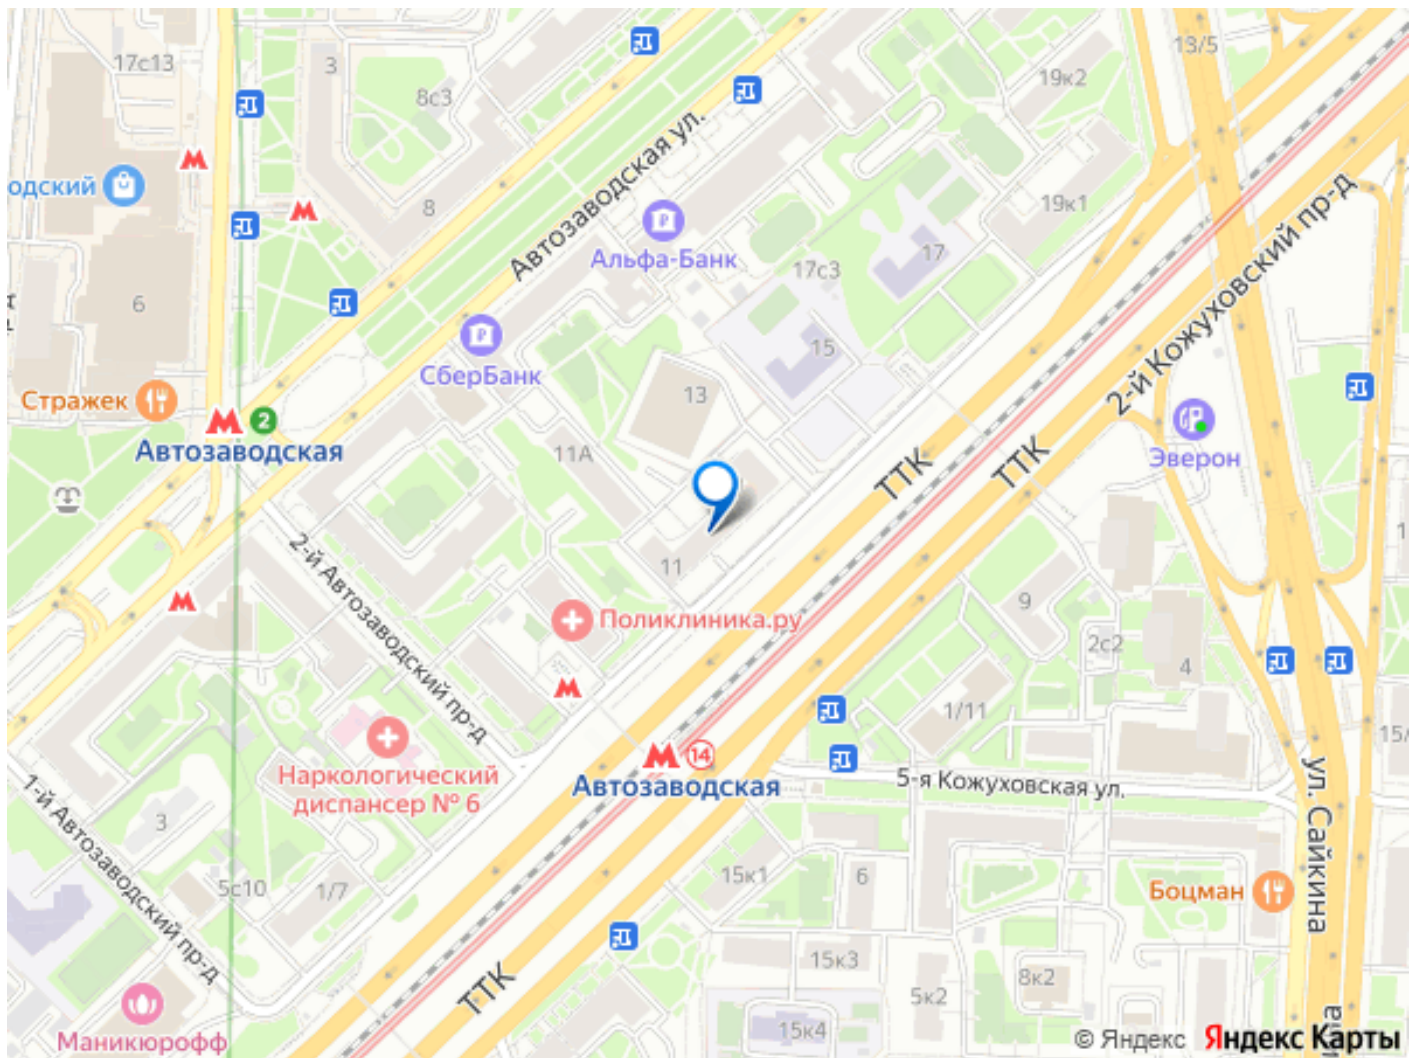 17с13
3
8с3
19к2
13/5
Автозаводская ул.
одский
8
19к1
Альфа-Банк
17с3
17
2-й Кожуховский пр-д
6
СберБанк
15
13
Стражек
2
Автозаводская
11А
ТТК
ТТК
Эверон
2-й Автозаводский пр-д
11
Поликлиника.ру
9
2с2
4
1/11
15/
14
Автозаводская
5-я Кожуховская ул.
Наркологический
диспансер № 6
1-й Автозаводский пр-д
3
5с10
1/7
15к1
6
Боцман
ул. Сайкина
15к3
8к2
5к2
ТТК
Маникюрофф
15к4
на
© Яндекс Яндекс Карты